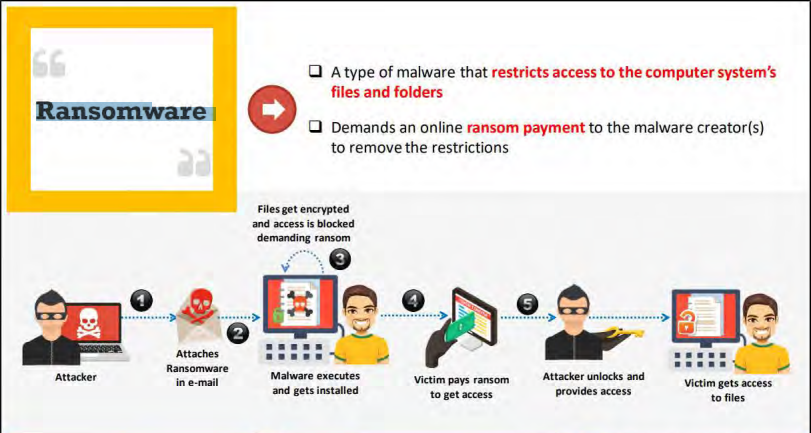 Ransomware
❑ A type of malware that restricts access to the computer system's
files and folders
❑ Demands an online ransom payment to the malware creator(s)
to remove the restrictions
Files get encrypted
and access is blocked
demanding ransom
1
2
3
4
5
Attacker
Attaches
Ransomware
in e-mail
Malware executes
and gets installed
Victim pays ransom
to get access
Attacker unlocks and
provides access
Victim gets access
to files